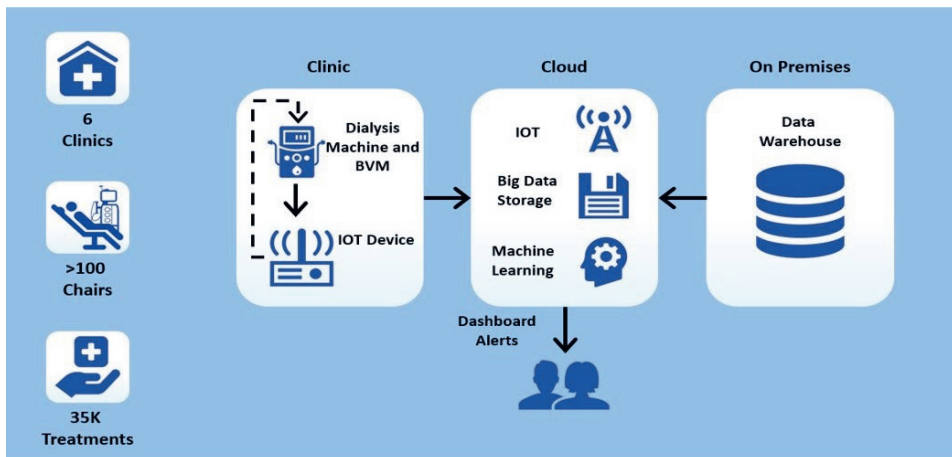 6
Clinics
>100
Chairs
35K
Treatments
Clinic
Dialysis
Machine and
BVM
IOT Device
Cloud
IOT
Big Data
Storage
Machine
Learning
Dashboard
Alerts
On Premises
Data
Warehouse